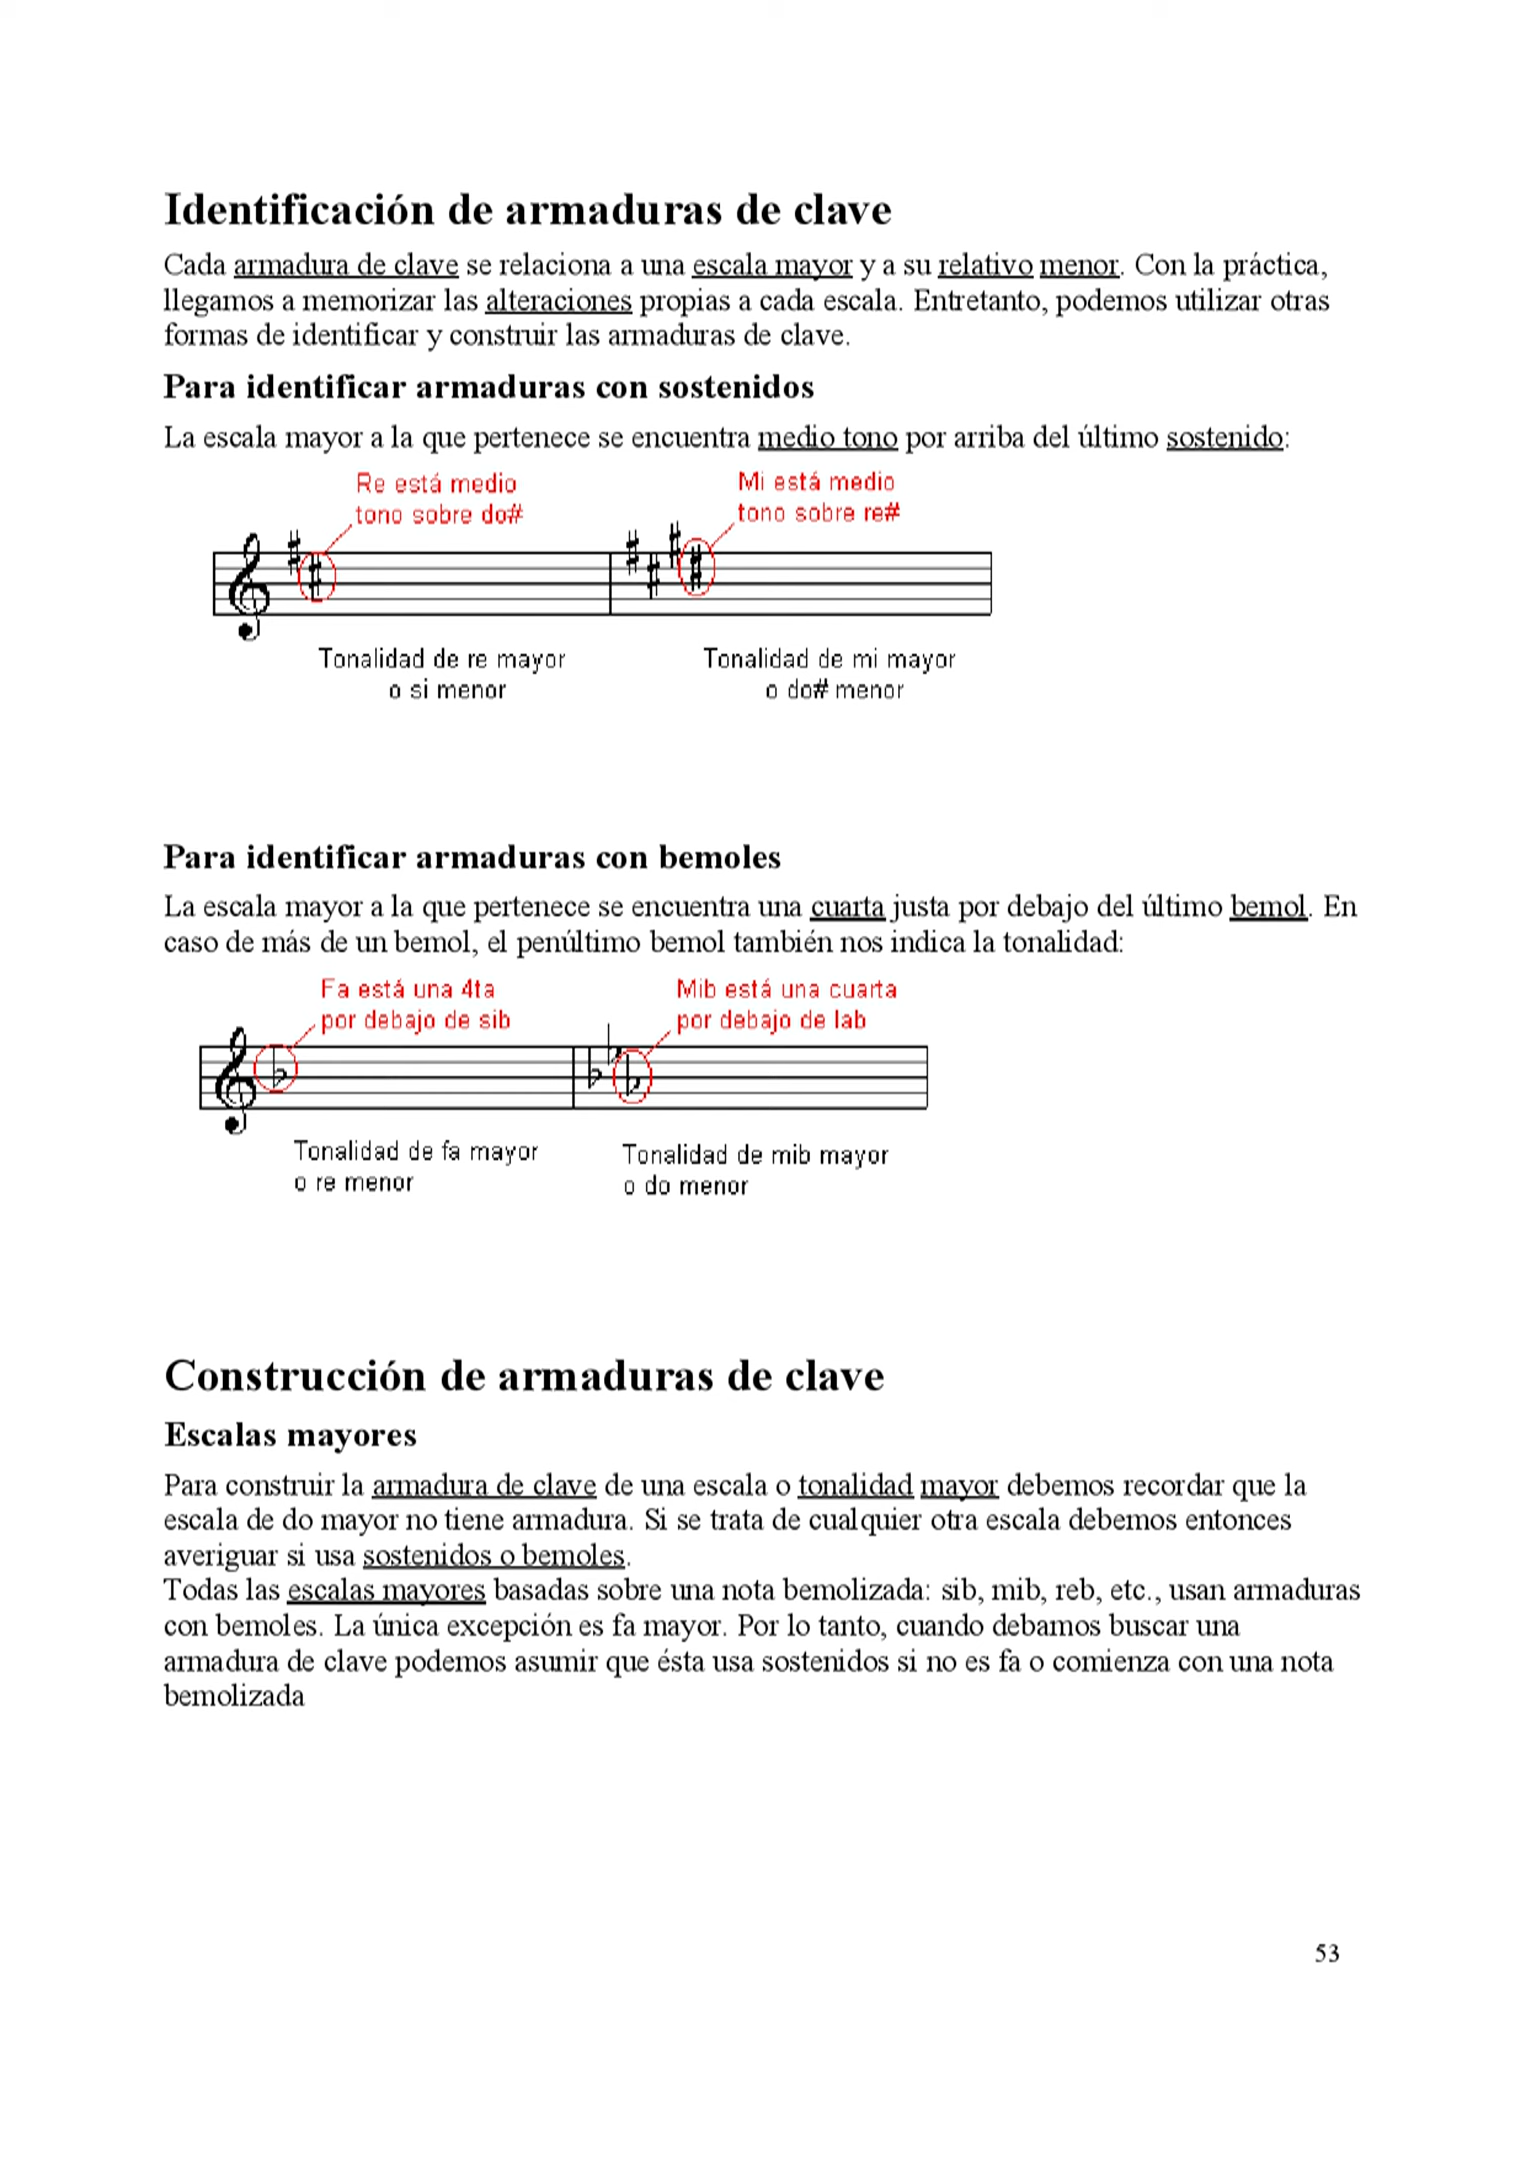 Identificación de armaduras de clave
Cada armadura de clave se relaciona a una escala mayor y a su relativo menor. Con la práctica,
llegamos a memorizar las alteraciones propias a cada escala. Entretanto, podemos utilizar otras
formas de identificar y construir las armaduras de clave.
Para identificar armaduras con sostenidos
La escala mayor a la que pertenece se encuentra medio tono por arriba del último sostenido:
Re está medio
tono sobre do#
Mi está medio
tono sobre re#
Tonalidad de re mayor
o si menor
Tonalidad de mi mayor
o do# menor
Para identificar armaduras con bemoles
La escala mayor a la que pertenece se encuentra una cuarta justa por debajo del último bemol. En
caso de más de un bemol, el penúltimo bemol también nos indica la tonalidad:
Fa está una 4ta
por debajo de sib
Mib está una cuarta
por debajo de lab
Tonalidad de fa mayor
o re menor
Tonalidad de mib mayor
o do menor
Construcción de armaduras de clave
Escalas mayores
Para construir la armadura de clave de una escala o tonalidad mayor debemos recordar que la
escala de do mayor no tiene armadura. Si se trata de cualquier otra escala debemos entonces
averiguar si usa sostenidos o bemoles.
Todas las escalas mayores basadas sobre una nota bemolizada: sib, mib, reb, etc., usan armaduras
con bemoles. La única excepción es fa mayor. Por lo tanto, cuando debamos buscar una
armadura de clave podemos asumir que ésta usa sostenidos si no es fa o comienza con una nota
bemolizada
53